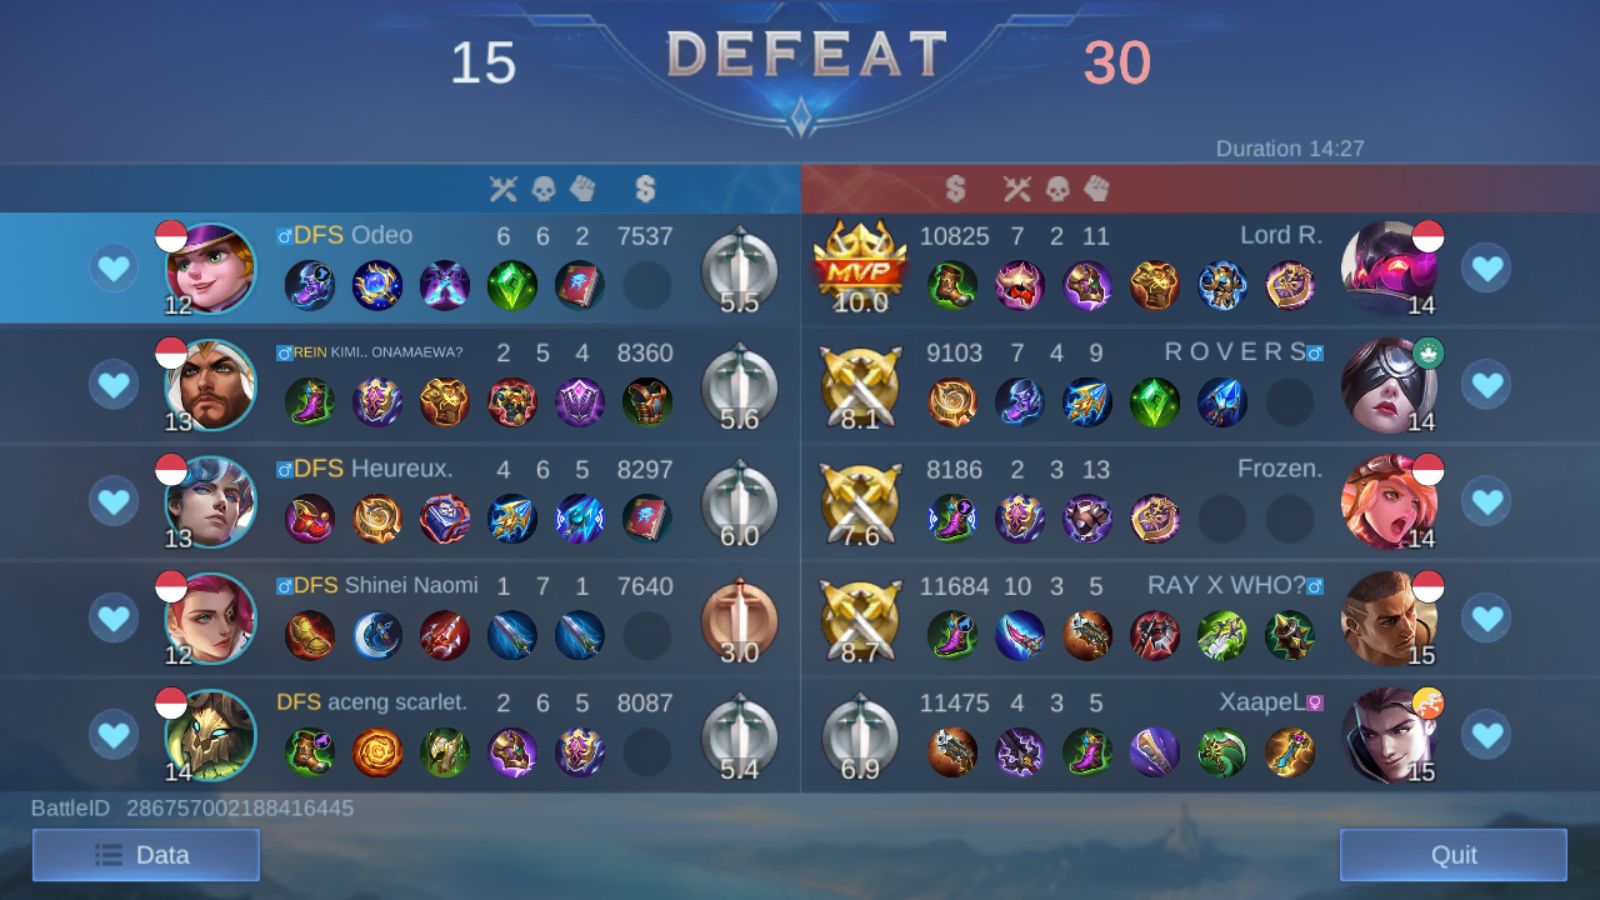 15 DEFEAT 30
Duration 14:27
DFS Odeo 6 6 2 7537
12 5.5
MVP 10825 7 2 11 Lord R.
10.0 14
REIN KIMI.. ONAMAEWA? 2 5 4 8360
13 5.6
9103 7 4 9 R O V E R S
8.1 14
DFS Heureux. 4 6 5 8297
13 6.0
8186 2 3 13 Frozen.
7.6 14
DFS Shinei Naomi 1 7 1 7640
12 3.0
11684 10 3 5 RAY X WHO?
8.7 15
DFS aceng scarlet. 2 6 5 8087
14 5.4
11475 4 3 5 XaapeL
6.9 15
BattleID 286757002188416445
Data
Quit